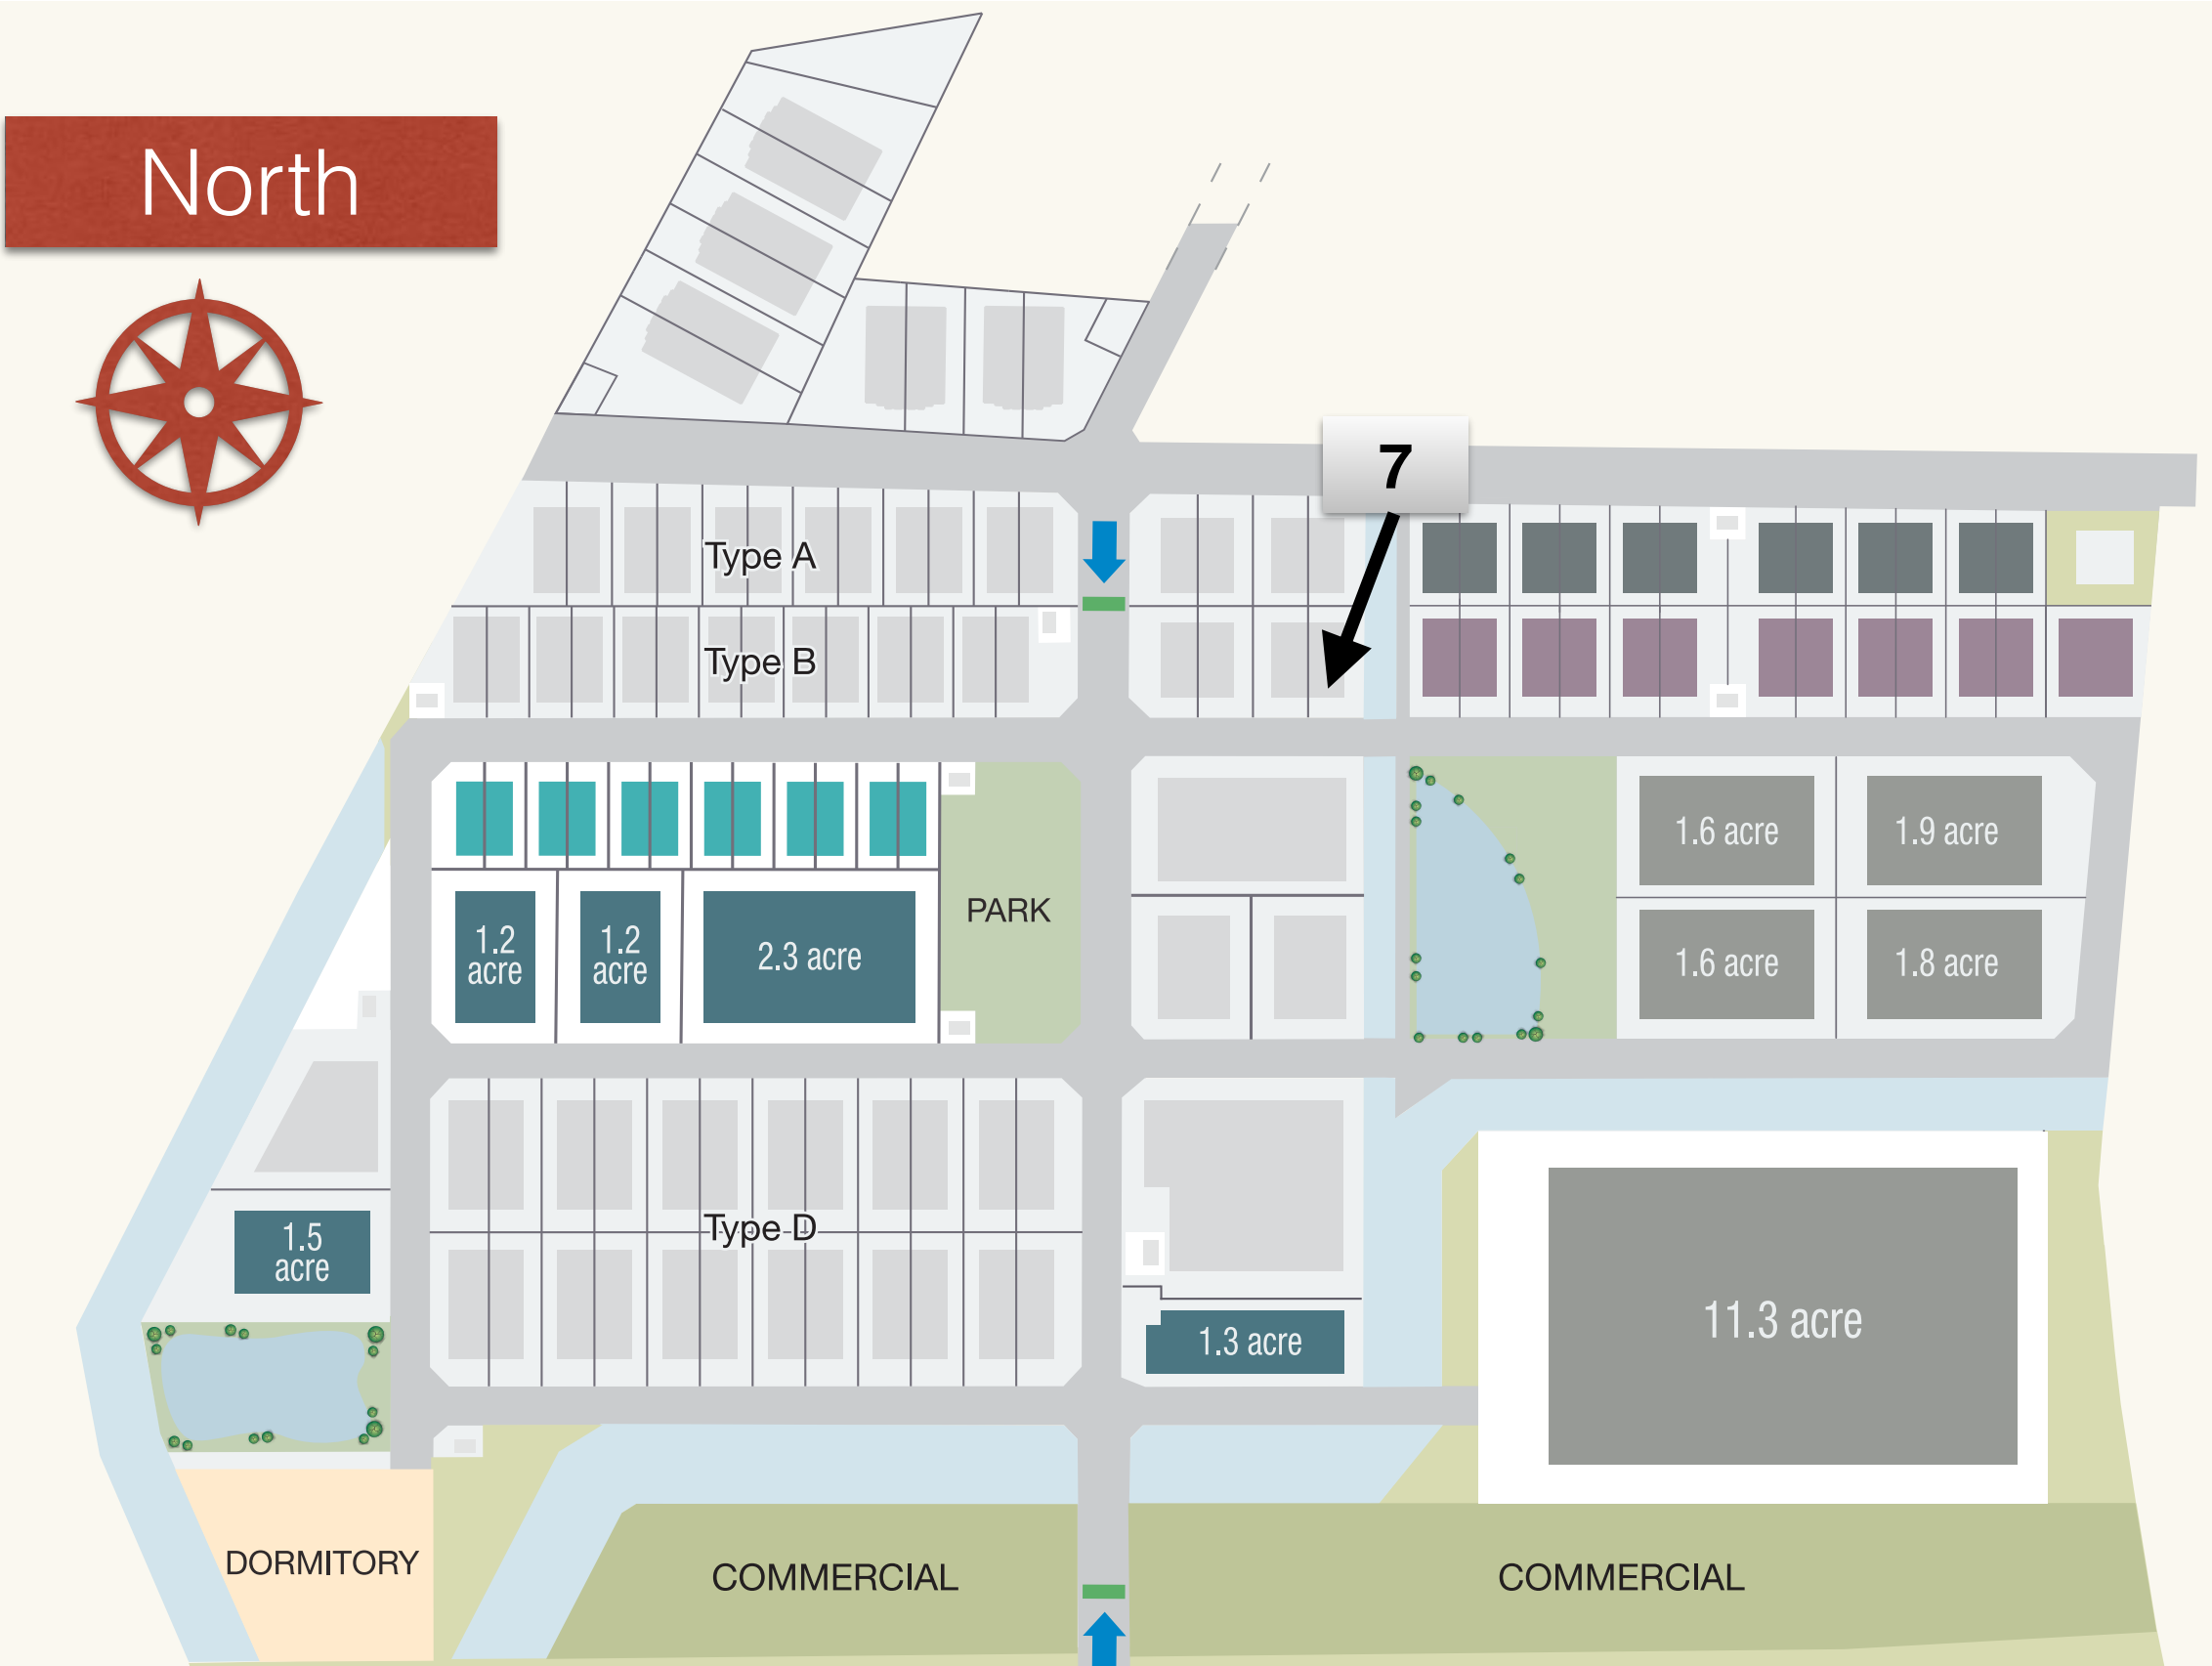 North
7
Type A
Type B
1.6 acre
1.9 acre
1.2
acre
1.2
acre
2.3 acre
PARK
1.6 acre
1.8 acre
Type D
1.5
acre
1.3 acre
11.3 acre
DORMITORY
COMMERCIAL
COMMERCIAL